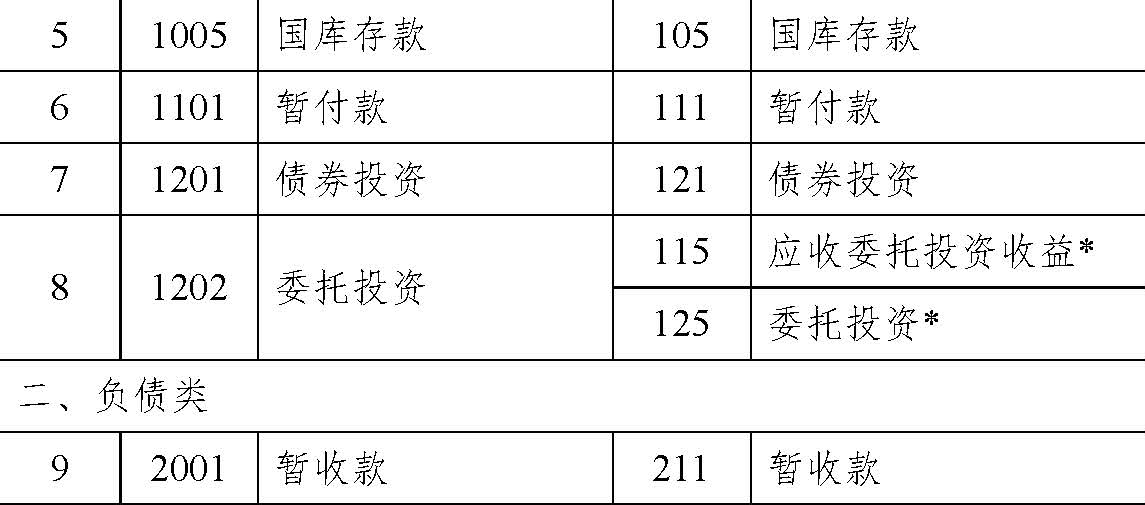 5 1005 国库存款 105 国库存款
6 1101 暂付款 111 暂付款
7 1201 债券投资 121 债券投资
8 1202 委托投资 115 应收委托投资收益*
125 委托投资*
二、负债类
9 2001 暂收款 211 暂收款